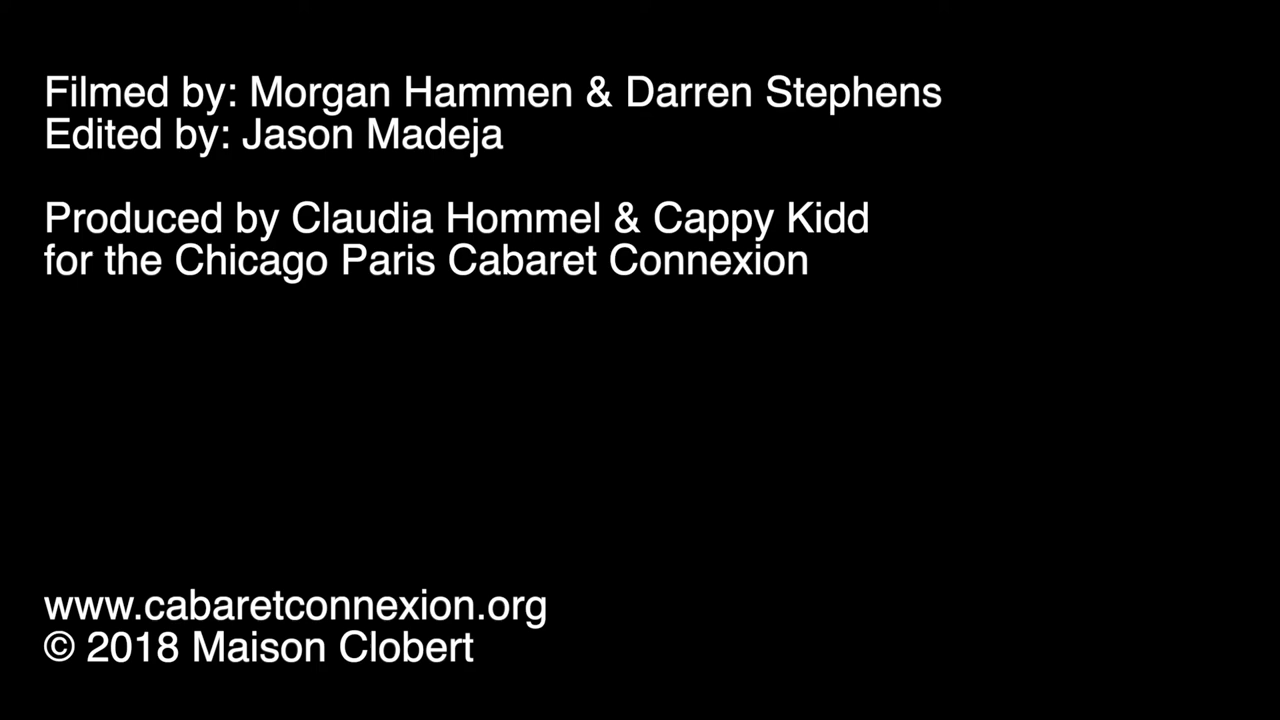 Filmed by: Morgan Hammen & Darren Stephens
Edited by: Jason Madeja
Produced by Claudia Hommel & Cappy Kidd
for the Chicago Paris Cabaret Connexion
www.cabaretconnexion.org
© 2018 Maison Clobert